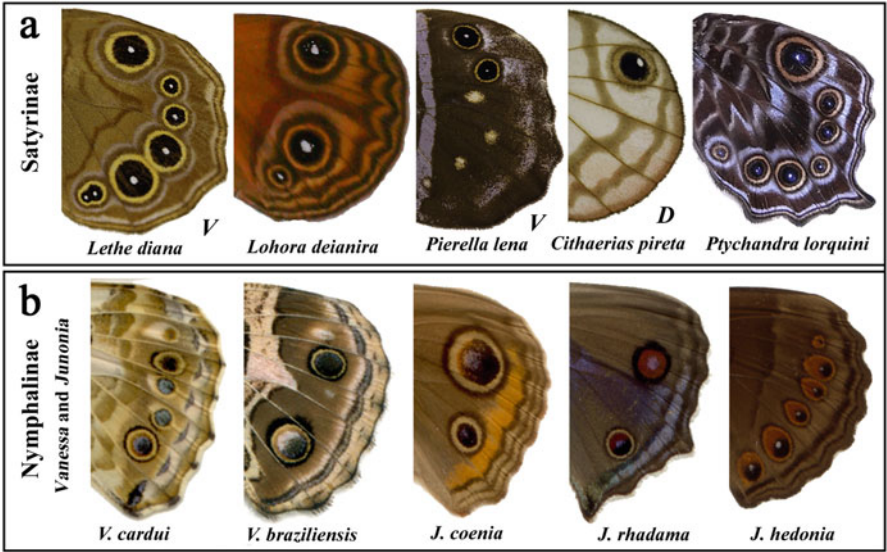 a
Satyrinae
V
V
D
Lethe diana
Lohora deianira
Pierella lena
Cithaerias pireta
Ptychandra lorquini
b
Nymphalinae
Vanessa and Junonia
V. cardui
V. braziliensis
J. coenia
J. rhadama
J. hedonia